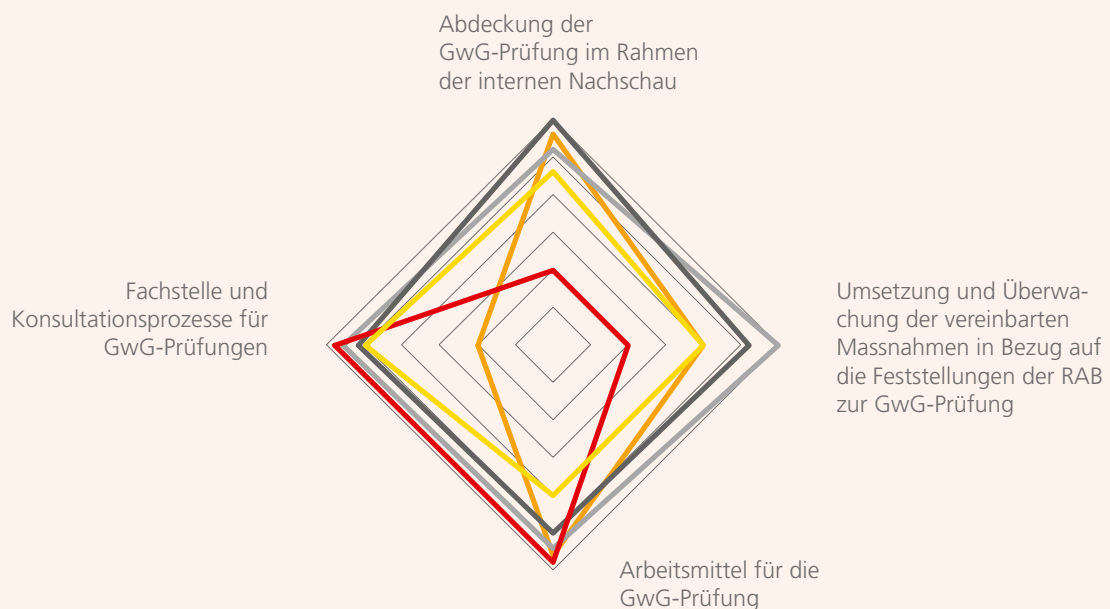 Abdeckung der
GwG-Prüfung im Rahmen
der internen Nachschau
Fachstelle und
Konsultationsprozesse für
GwG-Prüfungen
Umsetzung und Überwa-
chung der vereinbarten
Massnahmen in Bezug auf
die Feststellungen der RAB
zur GwG-Prüfung
Arbeitsmittel für die
GwG-Prüfung